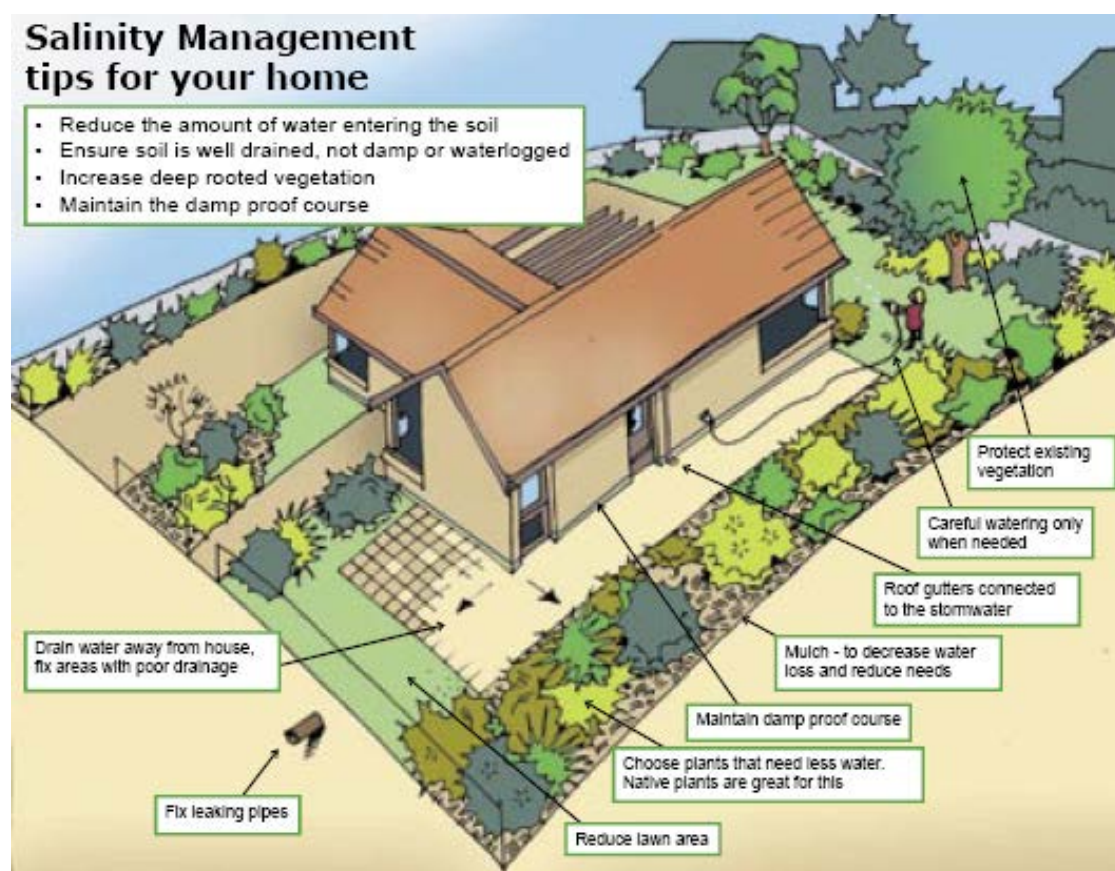 Salinity Management
tips for your home
• Reduce the amount of water entering the soil
• Ensure soil is well drained, not damp or waterlogged
• Increase deep rooted vegetation
• Maintain the damp proof course
Protect existing
vegetation
Careful watering only
when needed
Roof gutters connected
to the stormwater
Drain water away from house,
fix areas with poor drainage
Mulch - to decrease water
loss and reduce needs
Maintain damp proof course
Choose plants that need less water.
Native plants are great for this
Fix leaking pipes
Reduce lawn area